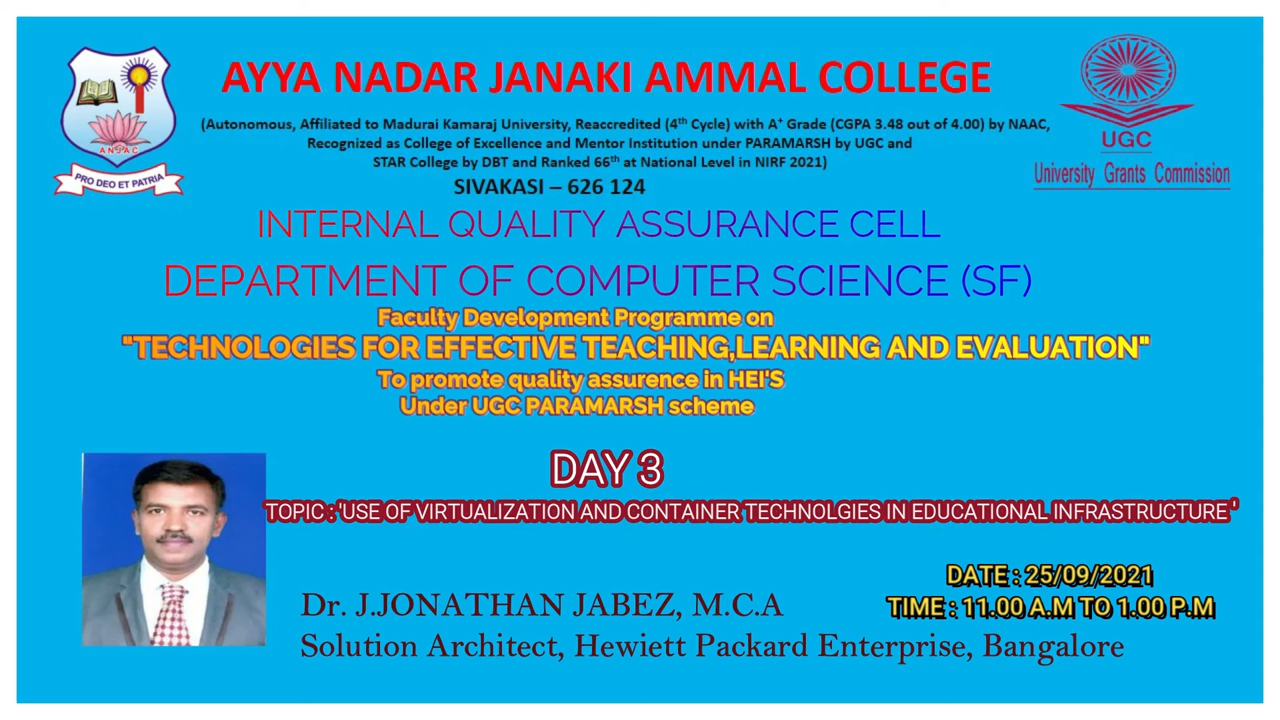 AYYA NADAR JANAKI AMMAL COLLEGE
(Autonomous, Affiliated to Madurai Kamaraj University, Reaccredited (4th Cycle) with A+ Grade (CGPA 3.48 out of 4.00) by NAAC,
Recognized as College of Excellence and Mentor Institution under PARAMARSH by UGC and
STAR College by DBT and Ranked 66th at National Level in NIRF 2021)
SIVAKASI – 626 124
ANJAC
PRO DEO ET PATRIA
UGC
University Grants Commission
INTERNAL QUALITY ASSURANCE CELL
DEPARTMENT OF COMPUTER SCIENCE (SF)
Faculty Development Programme on
"TECHNOLOGIES FOR EFFECTIVE TEACHING,LEARNING AND EVALUATION"
To promote quality assurence in HEI'S
Under UGC PARAMARSH scheme
DAY 3
TOPIC : 'USE OF VIRTUALIZATION AND CONTAINER TECHNOLGIES IN EDUCATIONAL INFRASTRUCTURE '
DATE : 25/09/2021
TIME : 11.00 A.M TO 1.00 P.M
Dr. J.JONATHAN JABEZ, M.C.A
Solution Architect, Hewiett Packard Enterprise, Bangalore